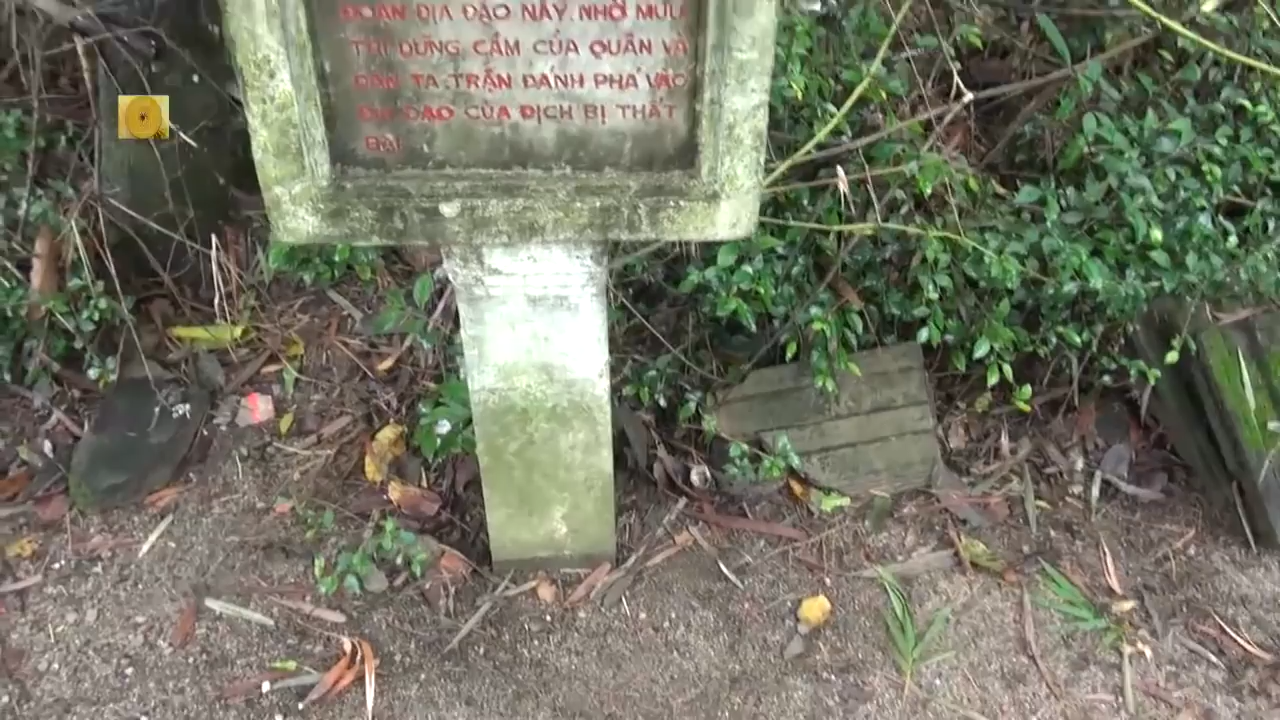 ĐOẠN ĐỊA ĐẠO NÀY. NHỜ MƯU
TRÍ DŨNG CẢM CỦA QUÂN VÀ
DÂN TA. TRẬN ĐÁNH PHÁ VÀO
ĐỊA ĐẠO CỦA ĐỊCH BỊ THẤT
BẠI